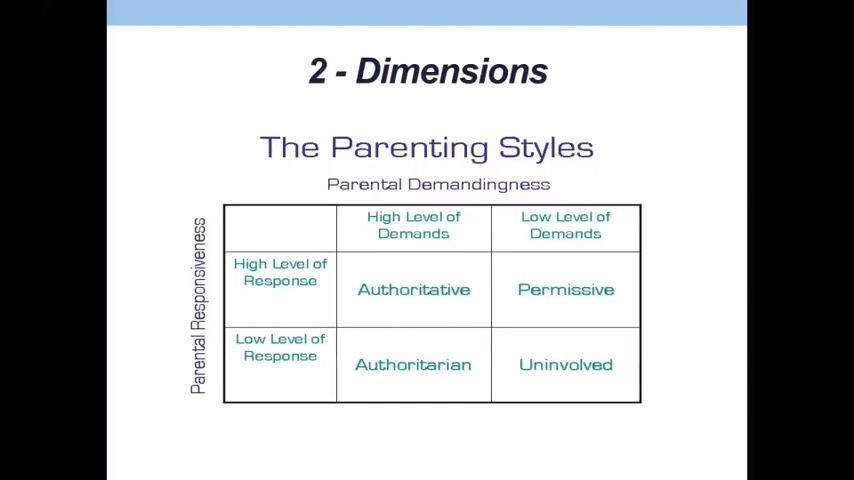 2 - Dimensions
The Parenting Styles
Parental Demandingness
Parental Responsiveness
High Level of
Demands
Low Level of
Demands
High Level of
Response
Authoritative
Permissive
Low Level of
Response
Authoritarian
Uninvolved